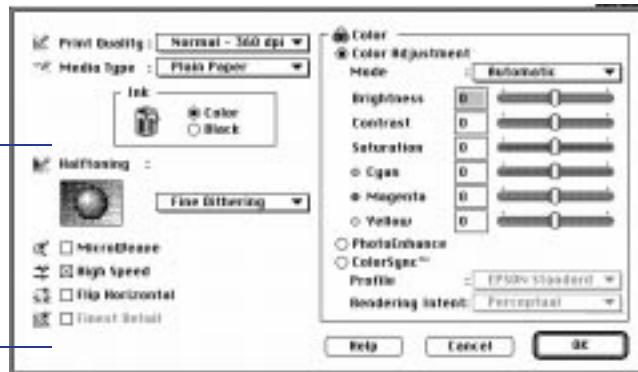 Print Quality : Normal - 360 dpi
Media Type : Plain Paper
Ink
Color
Black
Halftoning :
Fine Dithering
MicroWeave
High Speed
Flip Horizontal
Finest Detail
Color
Color Adjustment
Mode : Automatic
Brightness 0
Contrast 0
Saturation 0
Cyan 0
Magenta 0
Yellow 0
PhotoEnhance
ColorSync™
Profile : EPSON Standard
Rendering Intent: Perceptual
Help Cancel OK